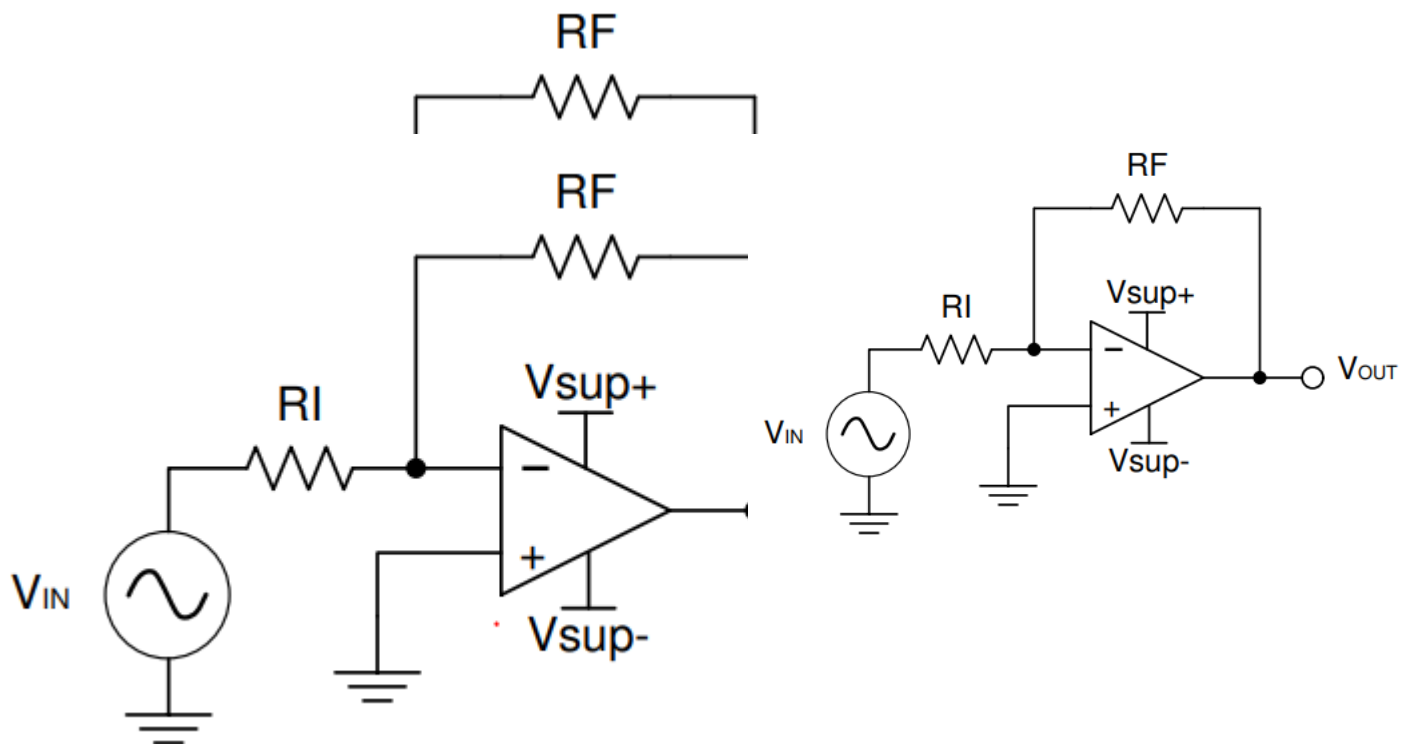 RF
RF
RI
Vsup+
−
+
VIN
Vsup-
RF
RI
Vsup+
−
+
VIN
Vsup-
VOUT